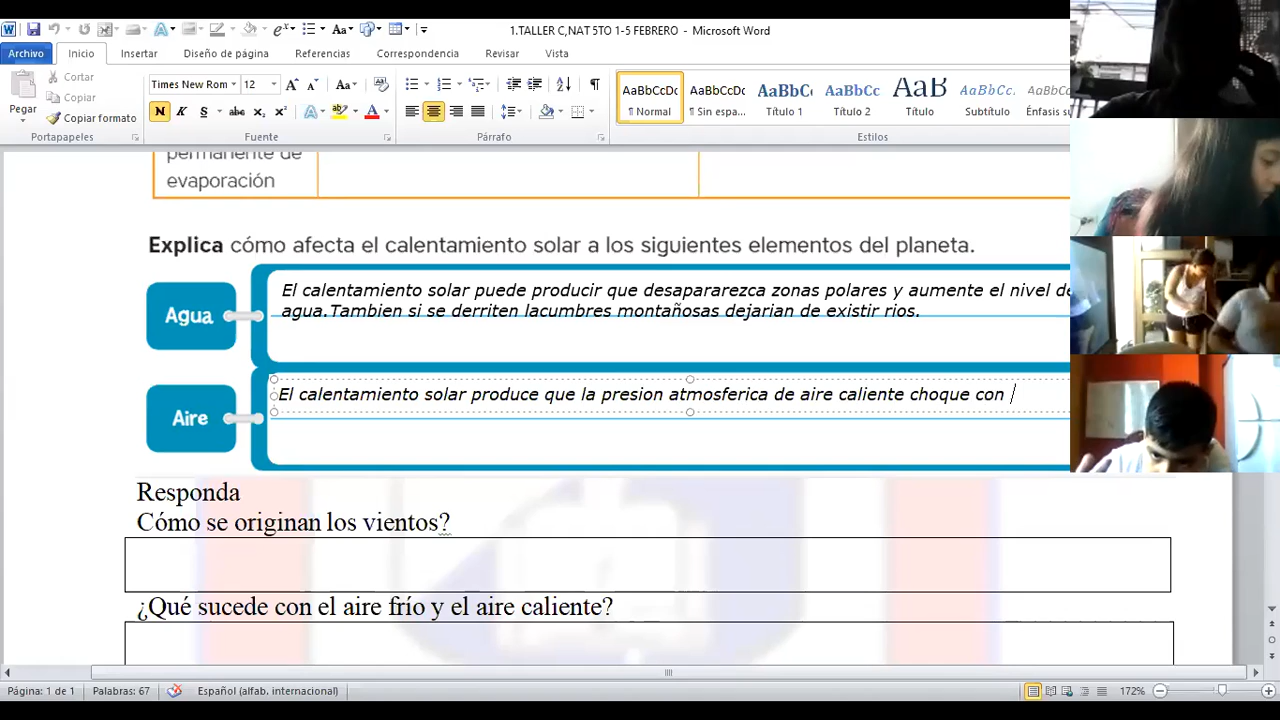 1.TALLER C,NAT 5TO 1-5 FEBRERO - Microsoft Word
Archivo Inicio Insertar Diseño de página Referencias Correspondencia Revisar Vista
Pegar
Cortar
Copiar
Copiar formato
Portapapeles
Times New Rom 12
N K S abc x₂ x²
Fuente
Párrafo
AaBbCcDc AaBbCcDc AaBbCc AaBbCc AaB AaBbCc. AaBbCcDc
¶ Normal ¶ Sin espa... Título 1 Título 2 Título Subtítulo Énfasis su
Estilos
permanente de
evaporación
Explica cómo afecta el calentamiento solar a los siguientes elementos del planeta.
Agua
El calentamiento solar puede producir que desapararezca zonas polares y aumente el nivel de
agua.Tambien si se derriten lacumbres montañosas dejarian de existir rios.
Aire
El calentamiento solar produce que la presion atmosferica de aire caliente choque con
Responda
Cómo se originan los vientos?
¿Qué sucede con el aire frío y el aire caliente?
Página: 1 de 1 Palabras: 67 Español (alfab. internacional) 172%